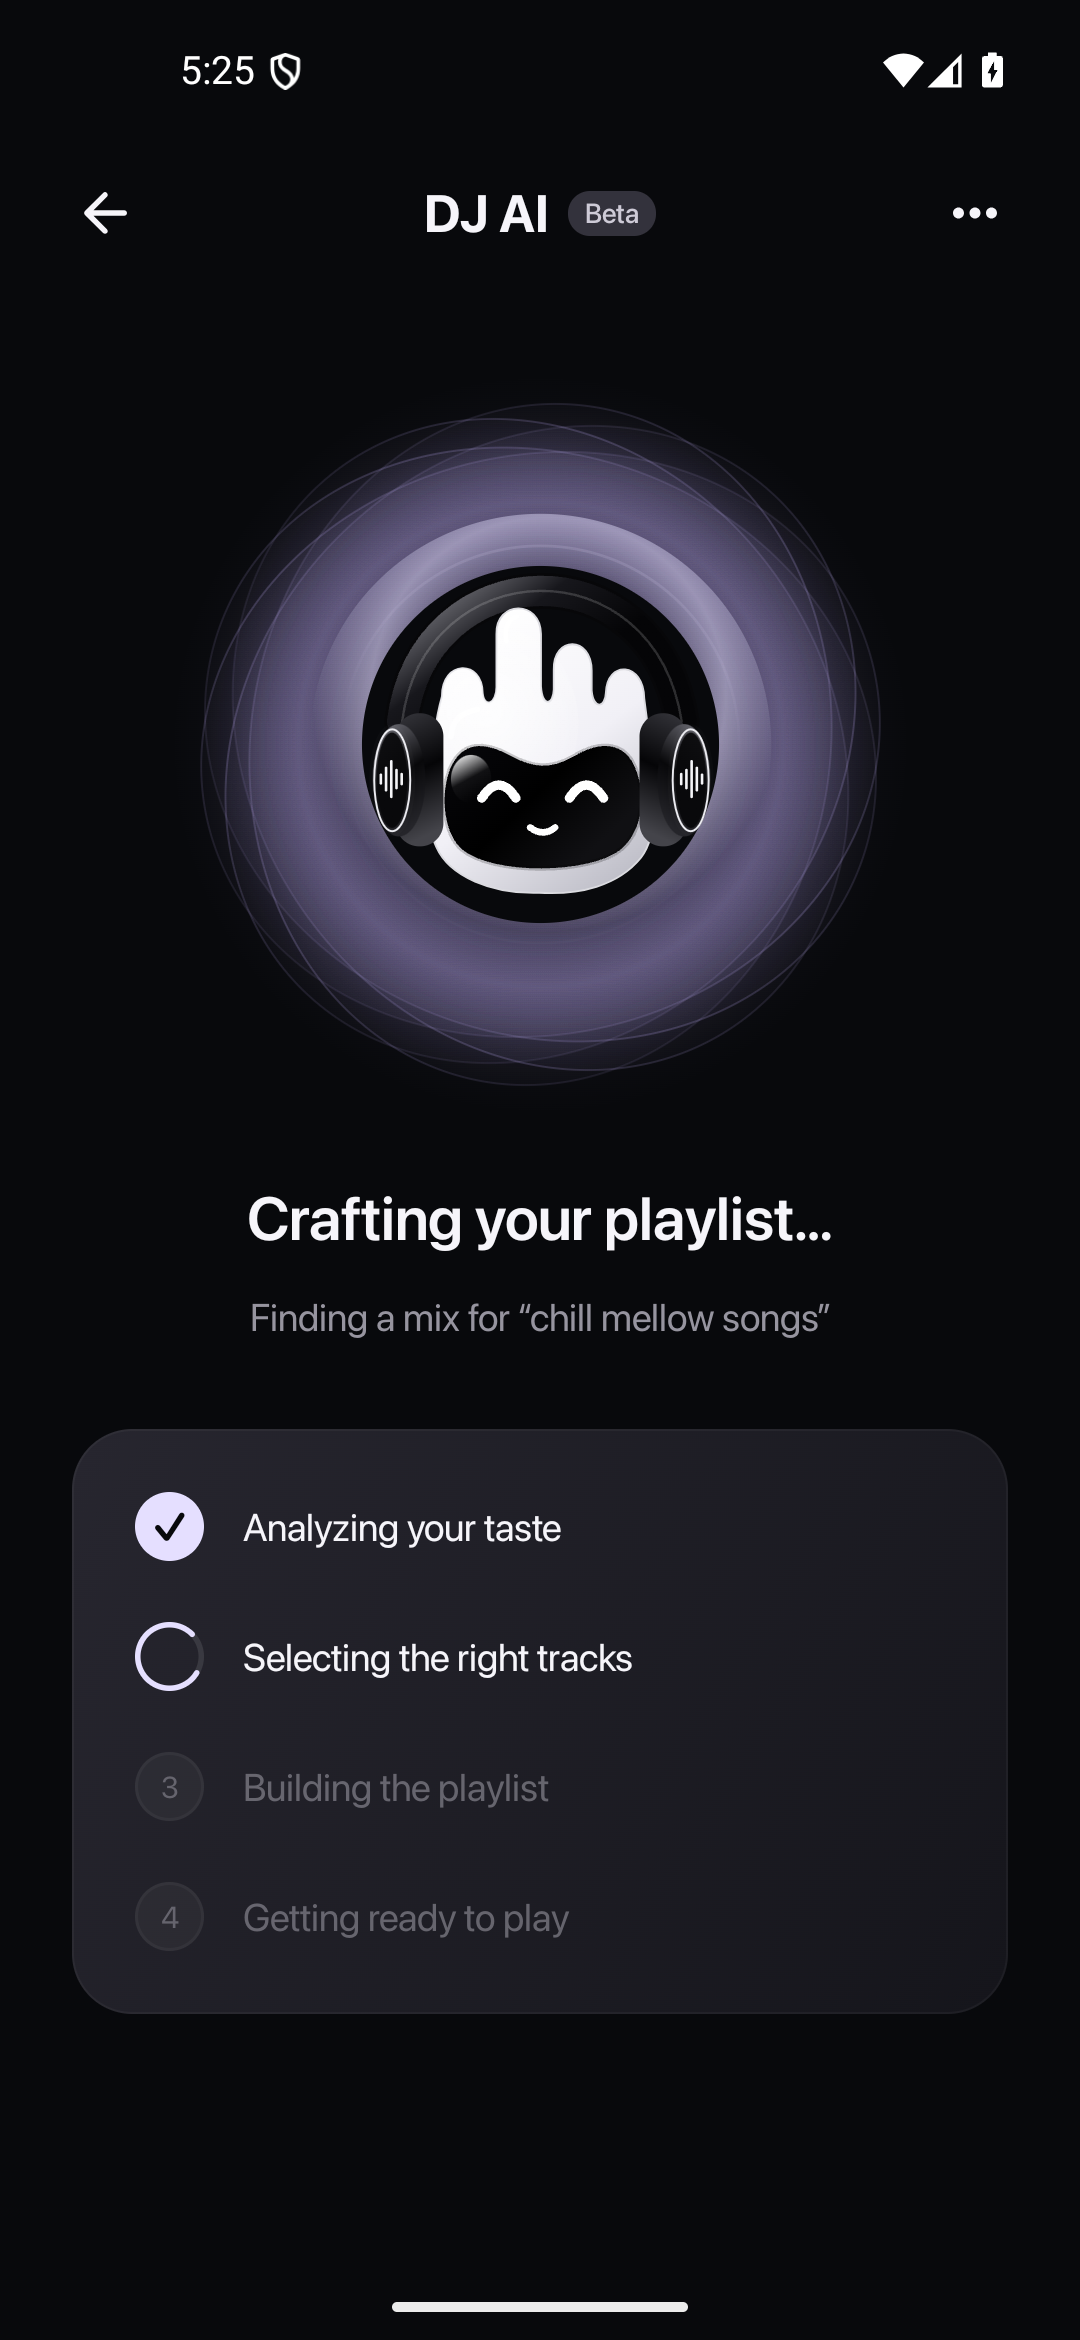 5:25
DJ AI Beta
Crafting your playlist...
Finding a mix for “chill mellow songs”
Analyzing your taste
Selecting the right tracks
3 Building the playlist
4 Getting ready to play